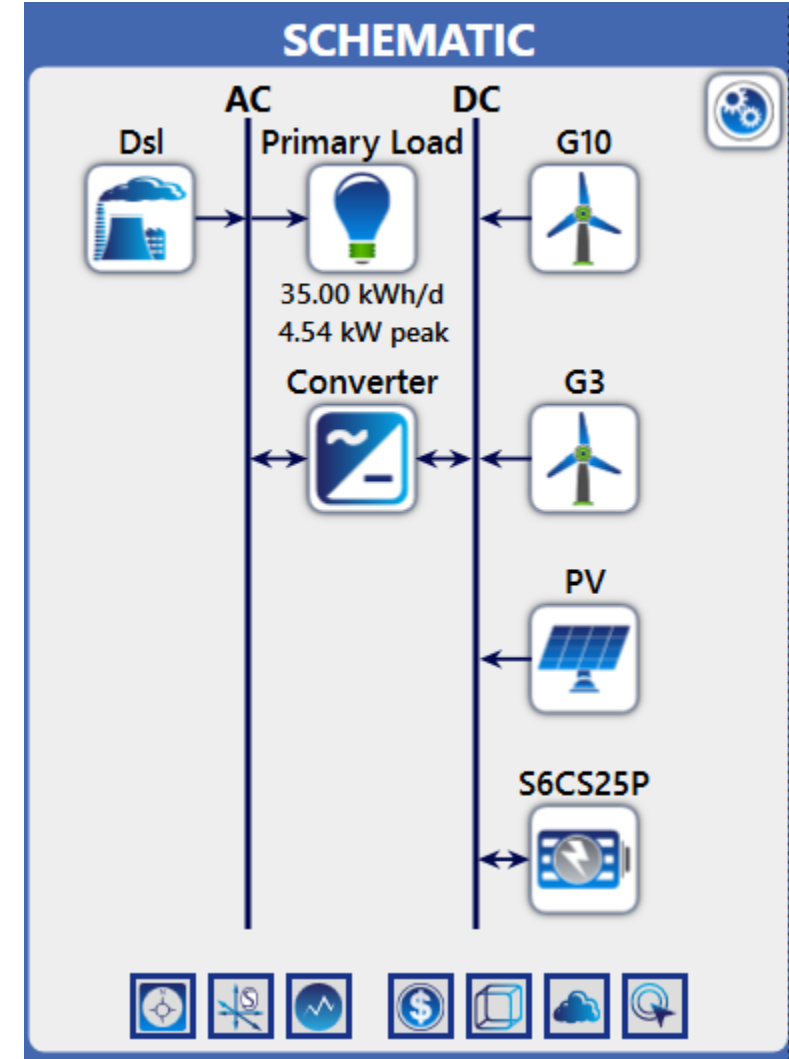 SCHEMATIC
AC DC
Dsl Primary Load G10
35.00 kWh/d
4.54 kW peak
Converter G3
PV
S6CS25P